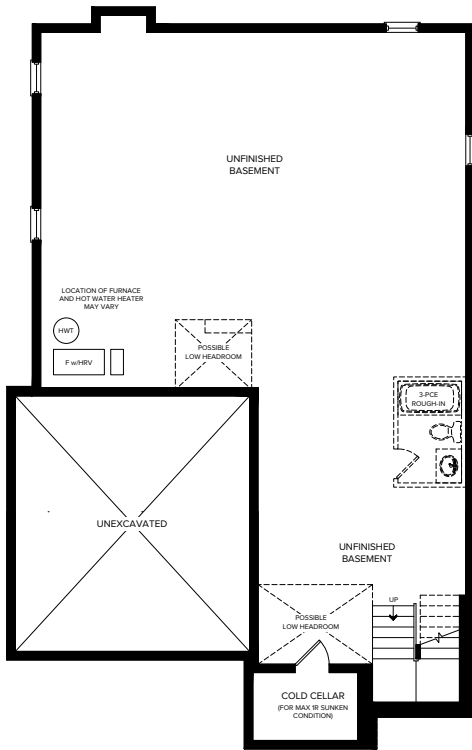 UNFINISHED
BASEMENT
LOCATION OF FURNACE
AND HOT WATER HEATER
MAY VARY
HWT
F w/HRV
POSSIBLE
LOW HEADROOM
3-PCE
ROUGH-IN
UNEXCAVATED
UNFINISHED
BASEMENT
UP
POSSIBLE
LOW HEADROOM
COLD CELLAR
(FOR MAX 1R SUNKEN
CONDITION)